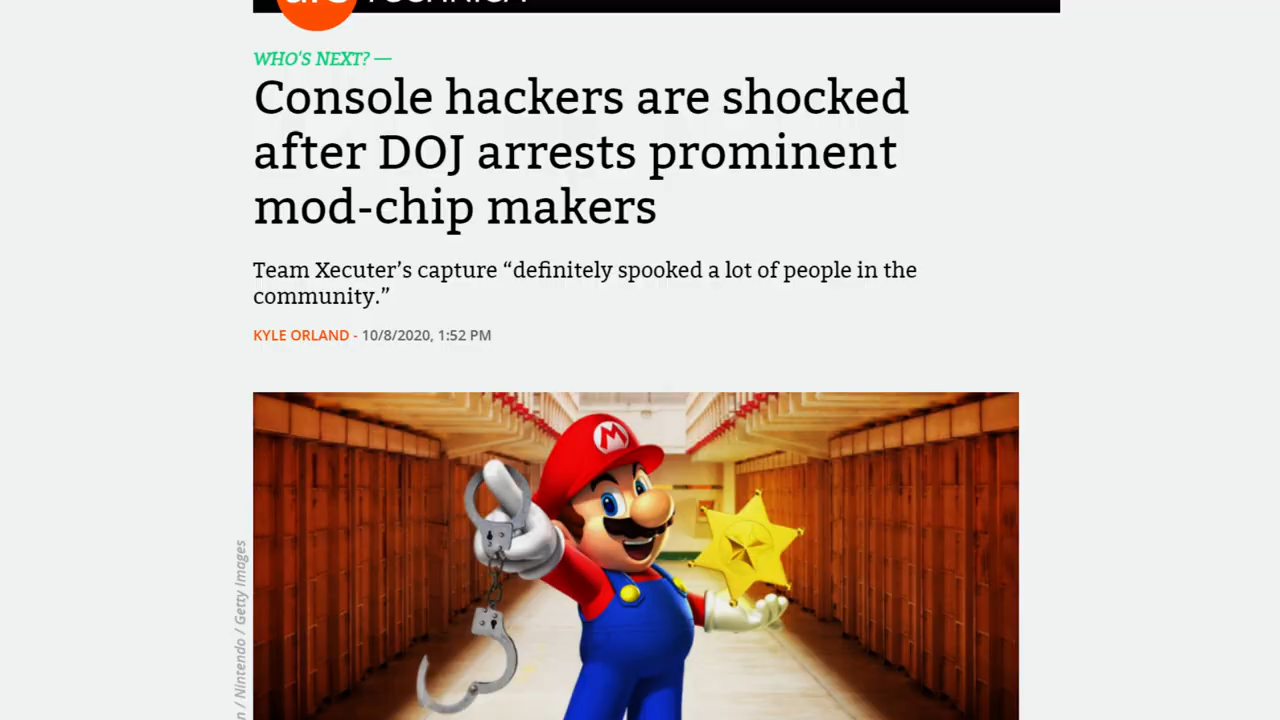 WHO'S NEXT? —
Console hackers are shocked
after DOJ arrests prominent
mod-chip makers
Team Xecuter’s capture “definitely spooked a lot of people in the
community.”
KYLE ORLAND - 10/8/2020, 1:52 PM
/ Nintendo / Getty Images
M